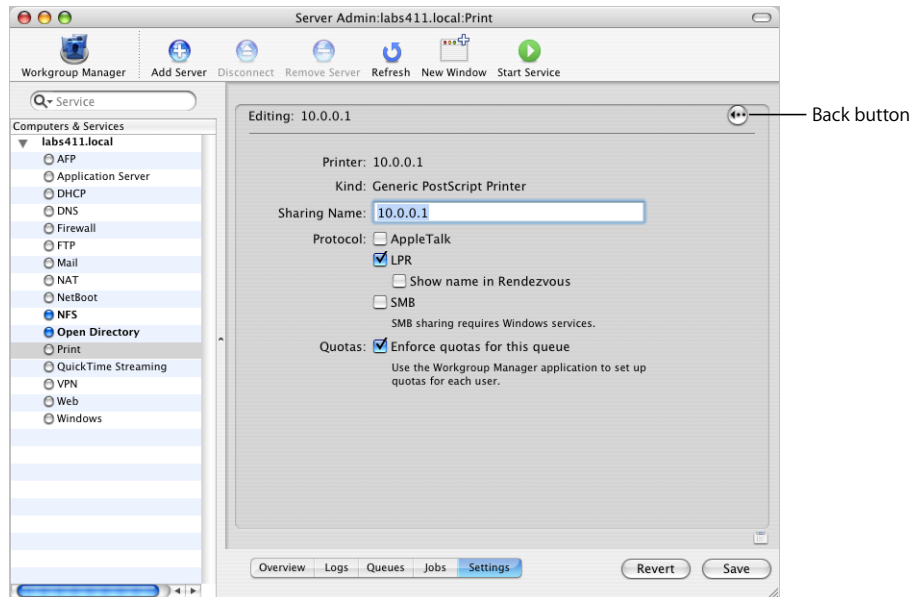 Server Admin:labs411.local:Print
Workgroup Manager
Add Server
Disconnect
Remove Server
Refresh
New Window
Start Service
Service
Computers & Services
labs411.local
AFP
Application Server
DHCP
DNS
Firewall
FTP
Mail
NAT
NetBoot
NFS
Open Directory
Print
QuickTime Streaming
VPN
Web
Windows
Editing: 10.0.0.1
Back button
Printer: 10.0.0.1
Kind: Generic PostScript Printer
Sharing Name: 10.0.0.1
Protocol: AppleTalk
LPR
Show name in Rendezvous
SMB
SMB sharing requires Windows services.
Quotas: Enforce quotas for this queue
Use the Workgroup Manager application to set up
quotas for each user.
Overview
Logs
Queues
Jobs
Settings
Revert
Save